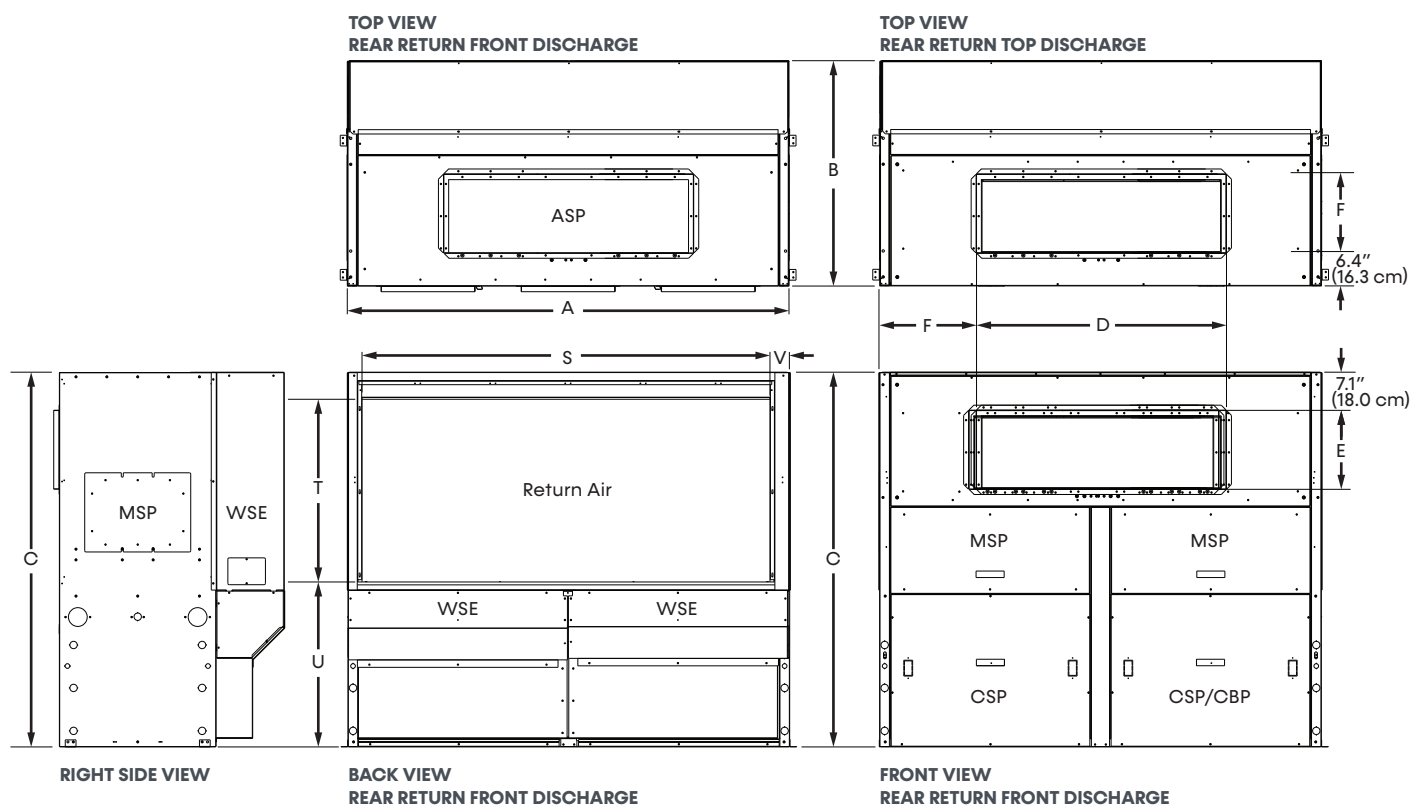 TOP VIEW
REAR RETURN FRONT DISCHARGE
TOP VIEW
REAR RETURN TOP DISCHARGE
ASP
B
F
6.4”
(16.3 cm)
A
F
D
S
V
7.1”
(18.0 cm)
E
MSP
WSE
C
T
Return Air
U
WSE
WSE
C
MSP
MSP
CSP
CSP/CBP
RIGHT SIDE VIEW
BACK VIEW
REAR RETURN FRONT DISCHARGE
FRONT VIEW
REAR RETURN FRONT DISCHARGE